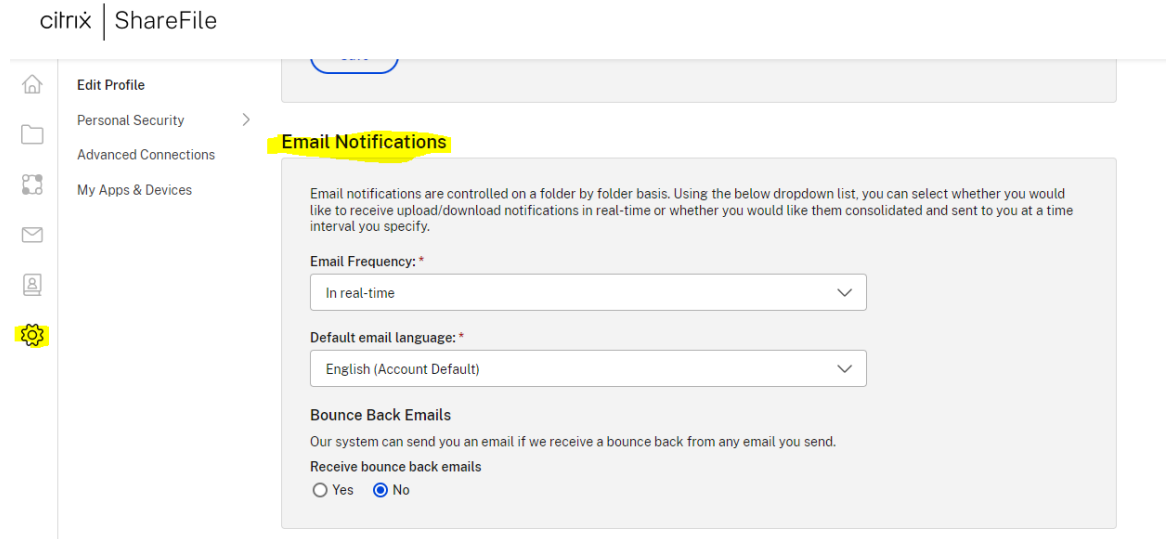 citrix | ShareFile
Edit Profile
Personal Security
Advanced Connections
My Apps & Devices
Email Notifications
Email notifications are controlled on a folder by folder basis. Using the below dropdown list, you can select whether you would
like to receive upload/download notifications in real-time or whether you would like them consolidated and sent to you at a time
interval you specify.
Email Frequency: *
In real-time
Default email language: *
English (Account Default)
Bounce Back Emails
Our system can send you an email if we receive a bounce back from any email you send.
Receive bounce back emails
Yes No